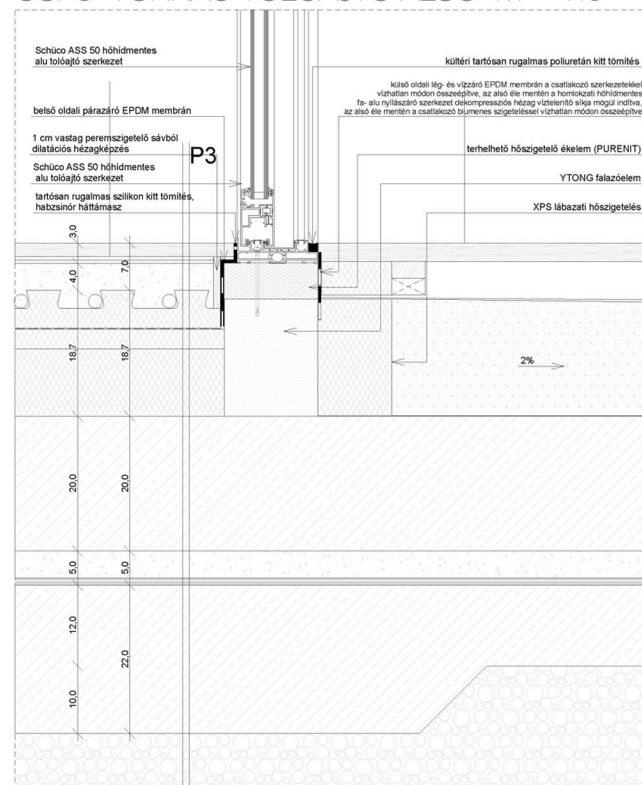 Schüco ASS 50 hőhídmentes
alu tolóajtó szerkezet
belső oldali párazáró EPDM membrán
1 cm vastag peremszigetelő sávból
dilatációs hézagképzés
P3
Schüco ASS 50 hőhídmentes
alu tolóajtó szerkezet
tartósan rugalmas szilikon kitt tömítés,
habzsinór háttámasz
kültéri tartósan rugalmas poliuretán kitt tömítés
külső oldali lég- és vízzáró EPDM membrán a csatlakozó szerkezetekkel
vízhatlan módon összeépítve, az alsó éle mentén a homlokzati hőhídmentes
fa- alu nyílászáró szerkezet dekompressziós hézag víztelenítő síkja mögül indítva,
az alsó éle mentén a csatlakozó bitumenes szigeteléssel vízhatlan módon összeépítve
terhelhető hőszigetelő ékelem (PURENIT)
YTONG falazóelem
XPS lábazati hőszigetelés
3,0
4,0
7,0
18,7
18,7
2%
20,0
20,0
5,0
5,0
12,0
22,0
10,0